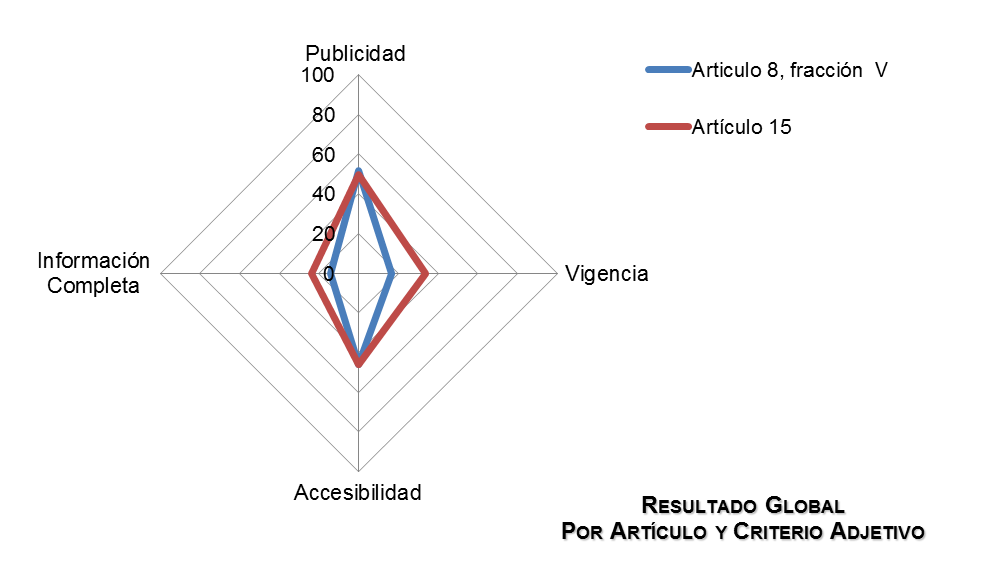 Publicidad
100
80
60
40
20
0
Información
Completa
Vigencia
Accesibilidad
Articulo 8, fracción  V
Artículo 15
Resultado Global
Por Artículo y Criterio Adjetivo